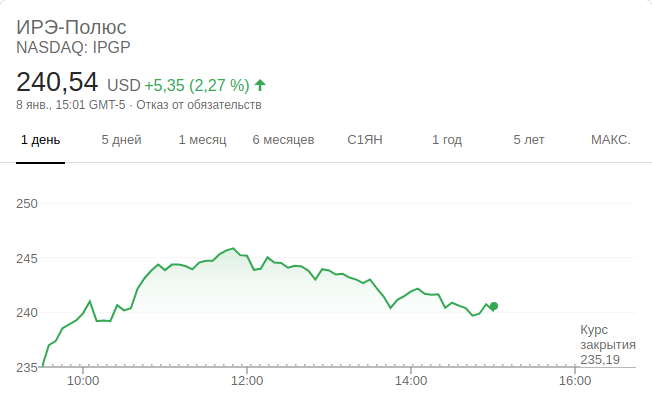 ИРЭ-Полюс
NASDAQ: IPGP
240,54 USD +5,35 (2,27 %)
8 янв., 15:01 GMT-5 · Отказ от обязательств
1 день 5 дней 1 месяц 6 месяцев С1ЯН 1 год 5 лет МАКС.
250
245
240
235
Курс
закрытия
235,19
10:00 12:00 14:00 16:00